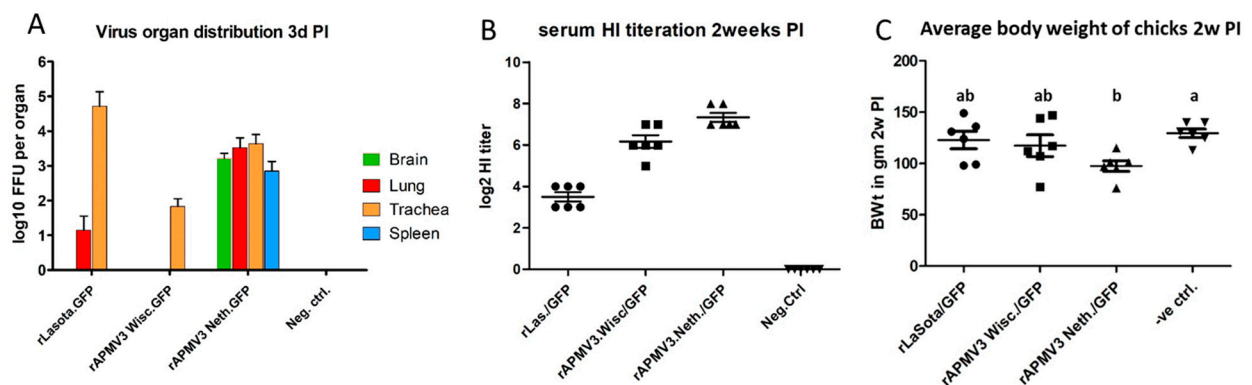 A
Virus organ distribution 3d PI
log10 FFU per organ
6
5
4
3
2
1
0
Brain
Lung
Trachea
Spleen
rLasota.GFP
rAPMV3 Wisc.GFP
rAPMV3 Neth.GFP
Neg. ctrl.
B
serum HI titeration 2weeks PI
log2 HI titer
10
8
6
4
2
0
rLas./GFP
rAPMV3.Wisc/GFP
rAPMV3.Neth./GFP
Neg.Ctrl
C
Average body weight of chicks 2w PI
BWt in gm 2w PI
200
150
100
50
0
ab
ab
b
a
rLaSota/GFP
rAPMV3 Wisc./GFP
rAPMV3 Neth./GFP
-ve ctrl.